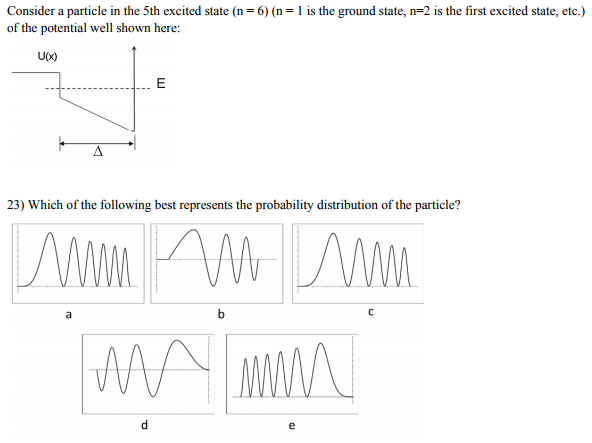 Consider a particle in the 5th excited state (n = 6) (n = 1 is the ground state, n=2 is the first excited state, etc.)
of the potential well shown here:
U(x)
E
Δ
23) Which of the following best represents the probability distribution of the particle?
a
b
c
d
e